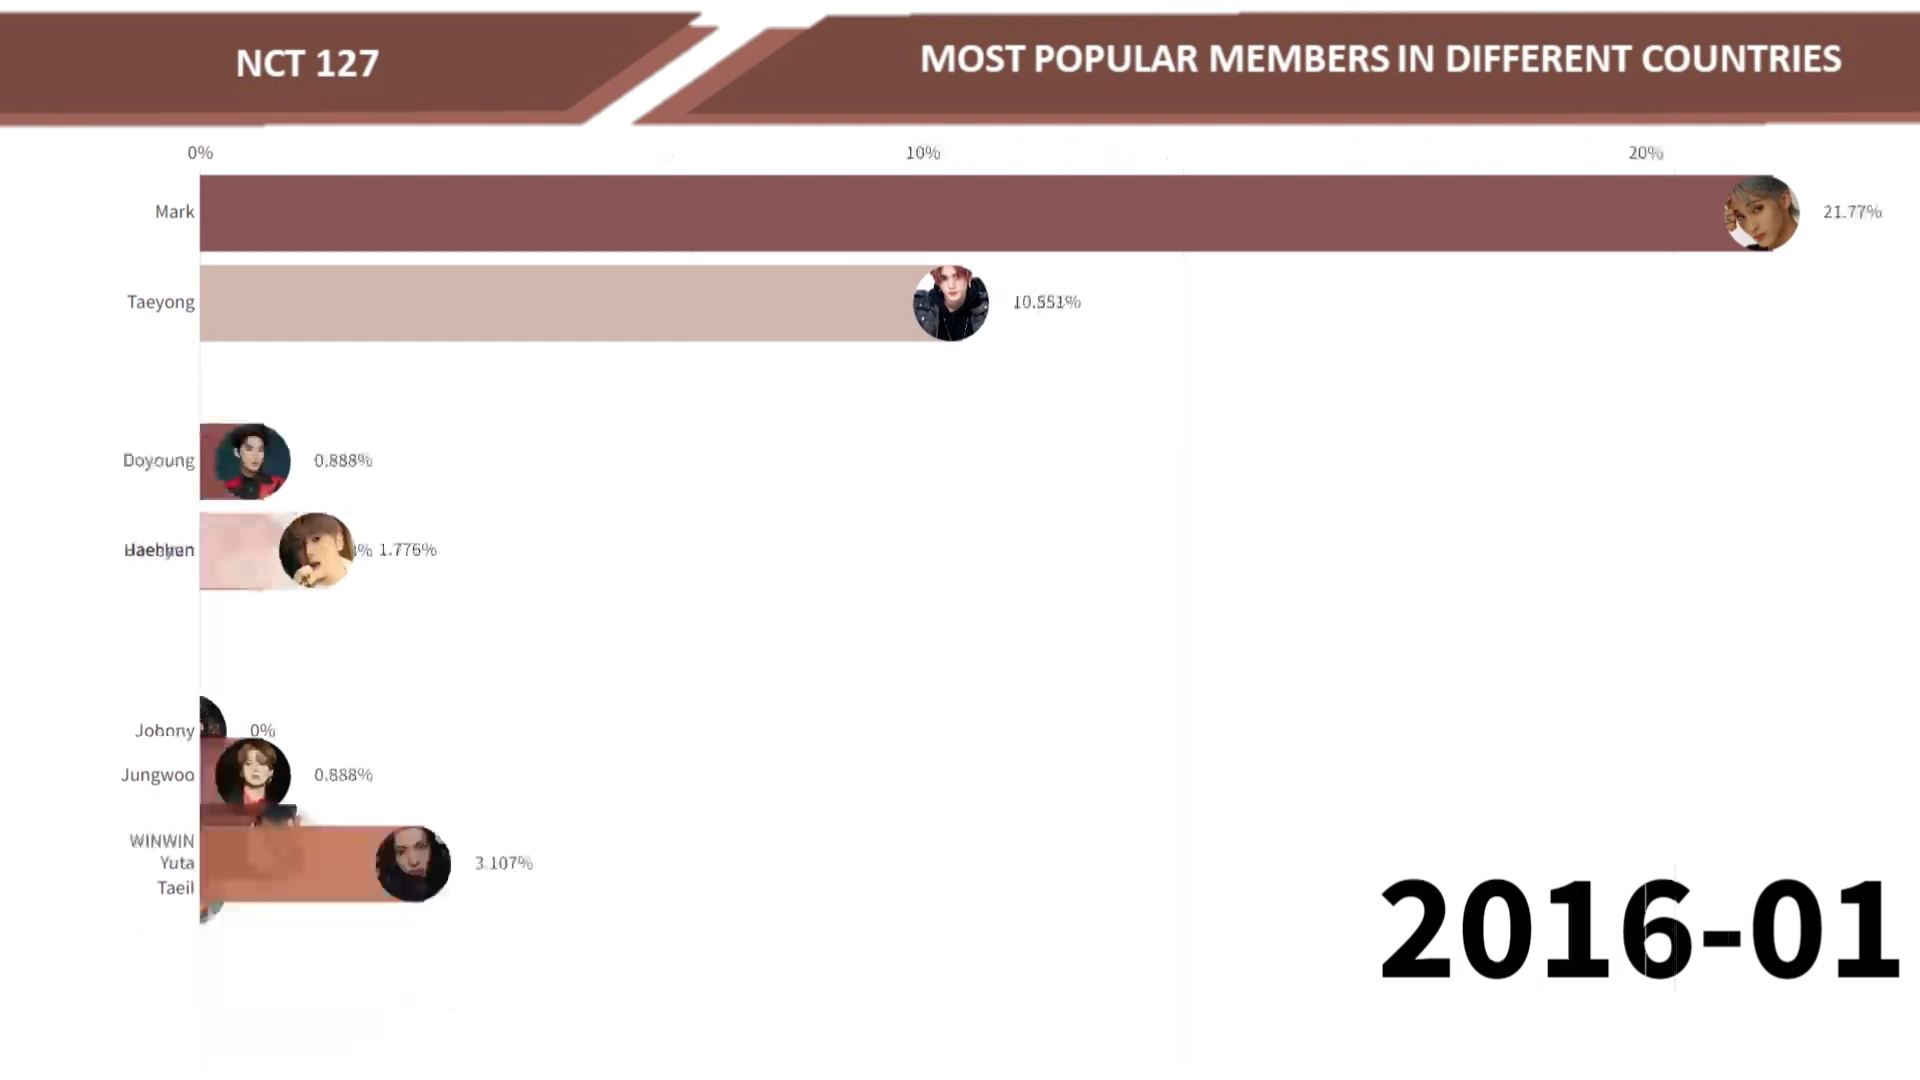 NCT 127
MOST POPULAR MEMBERS IN DIFFERENT COUNTRIES
0% 10% 20%
Mark 21.77%
Taeyong 10.551%
Doyoung 0.888%
1.776%
Johnny 0%
Jungwoo 0.888%
WINWIN
Yuta 3.107%
Taeil
2016-01